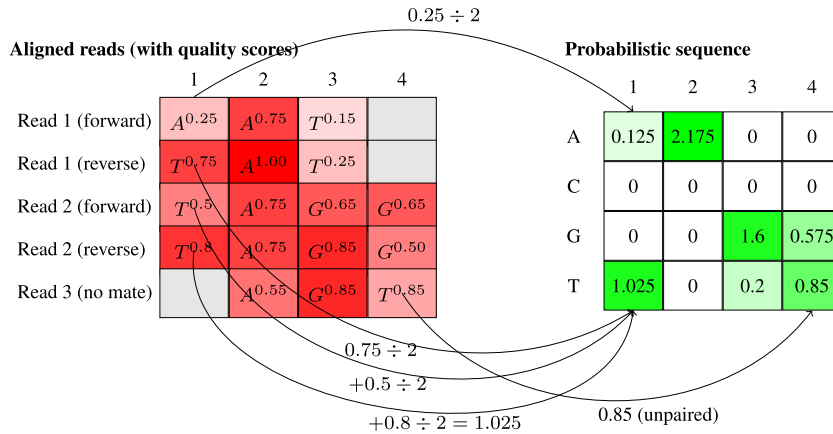 0.25 ÷ 2
Aligned reads (with quality scores)
Probabilistic sequence
1 2 3 4
1 2 3 4
Read 1 (forward) A^0.25 A^0.75 T^0.15
Read 1 (reverse) T^0.75 A^1.00 T^0.25
Read 2 (forward) T^0.5 A^0.75 G^0.65 G^0.65
Read 2 (reverse) T^0.8 A^0.75 G^0.85 G^0.50
Read 3 (no mate) A^0.55 G^0.85 T^0.85
A 0.125 2.175 0 0
C 0 0 0 0
G 0 0 1.6 0.575
T 1.025 0 0.2 0.85
0.75 ÷ 2
+0.5 ÷ 2
+0.8 ÷ 2 = 1.025
0.85 (unpaired)